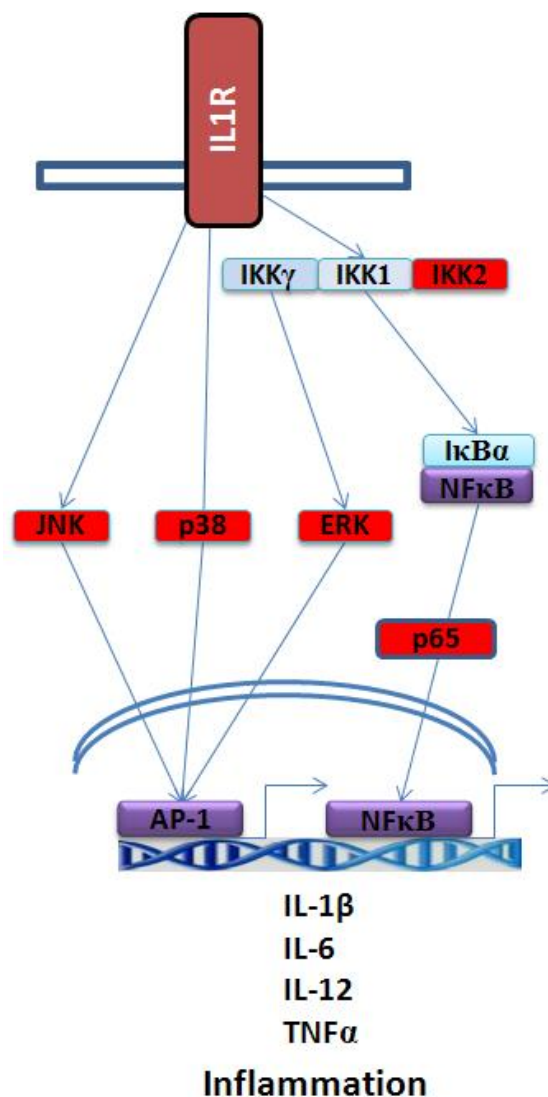 IL1R
IKKγ IKK1 IKK2
IκBα
NFκB
JNK p38 ERK
p65
AP-1 NFκB
IL-1β
IL-6
IL-12
TNFα
Inflammation